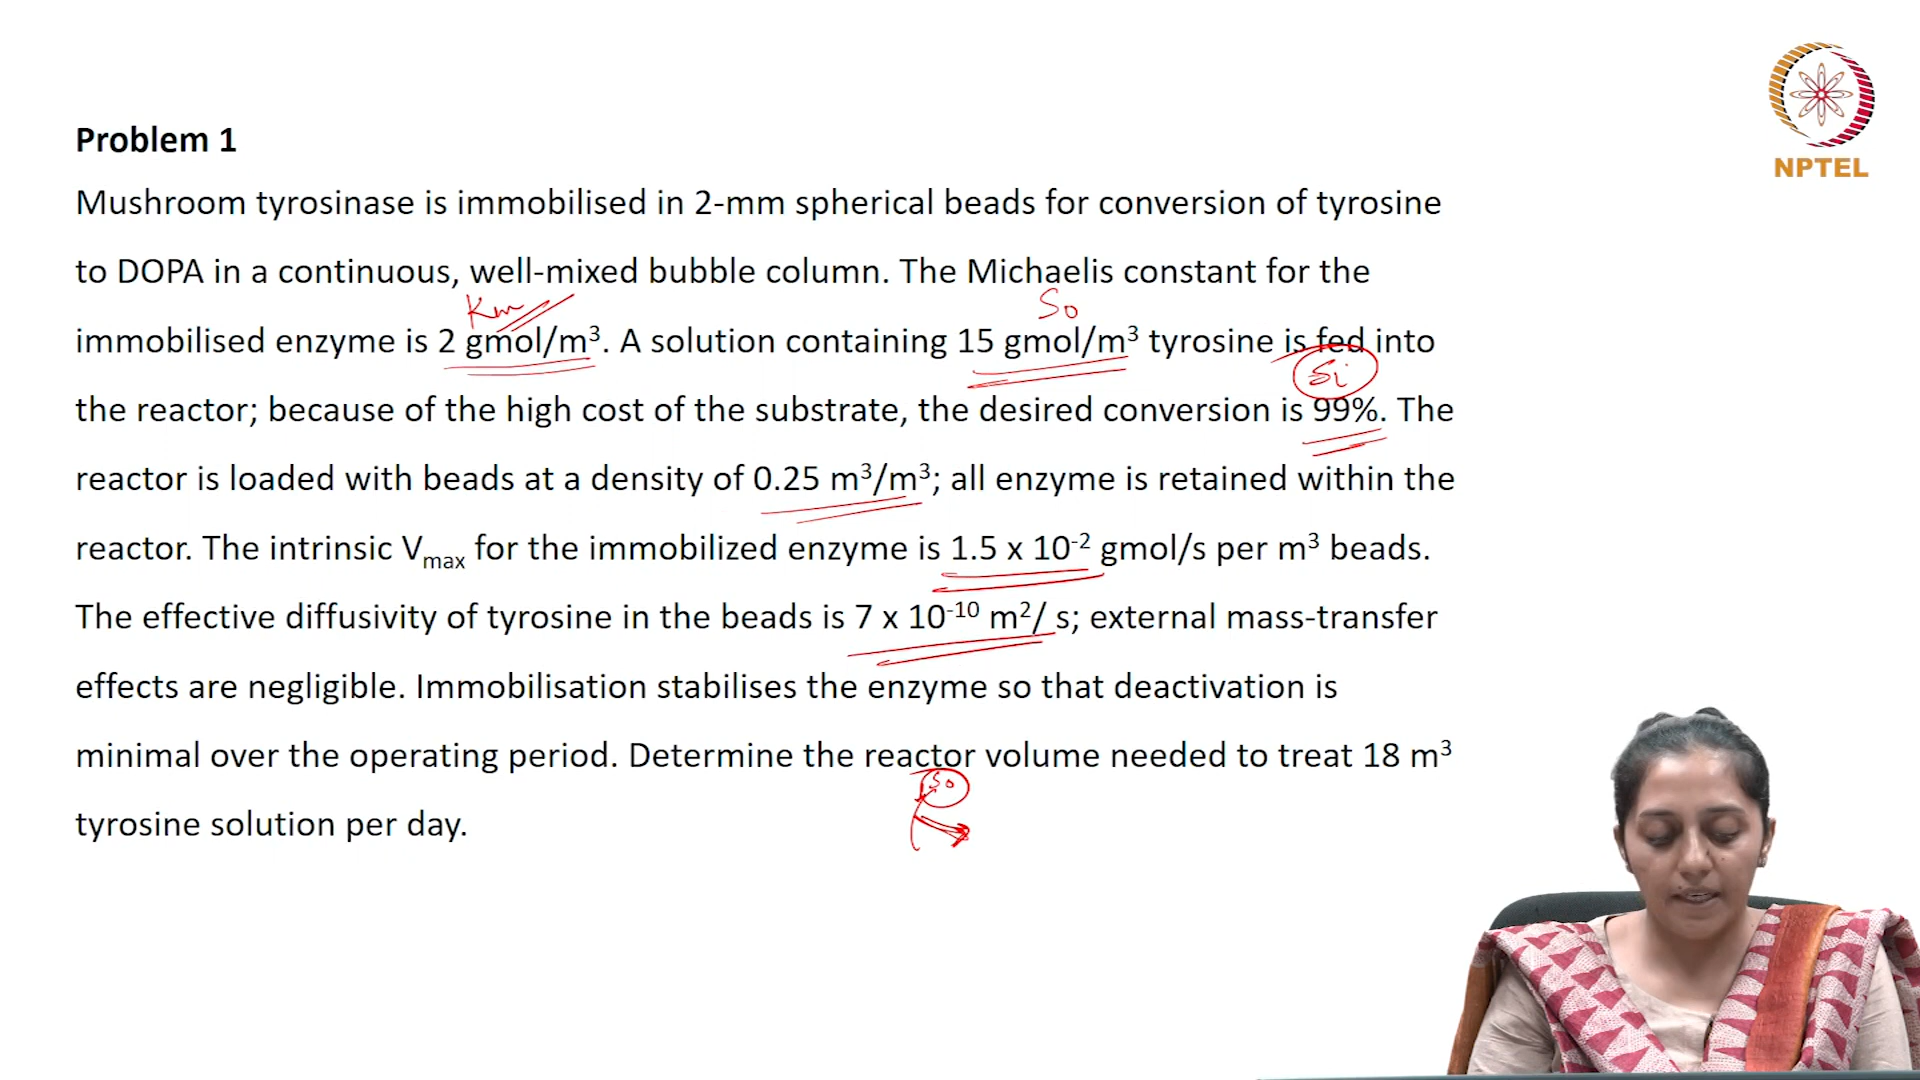 NPTEL
Problem 1
Mushroom tyrosinase is immobilised in 2-mm spherical beads for conversion of tyrosine
to DOPA in a continuous, well-mixed bubble column. The Michaelis constant for the
Km So
immobilised enzyme is 2 gmol/m³. A solution containing 15 gmol/m³ tyrosine is fed into
Si
the reactor; because of the high cost of the substrate, the desired conversion is 99%. The
reactor is loaded with beads at a density of 0.25 m³/m³; all enzyme is retained within the
reactor. The intrinsic Vmax for the immobilized enzyme is 1.5 x 10⁻² gmol/s per m³ beads.
The effective diffusivity of tyrosine in the beads is 7 x 10⁻¹⁰ m²/ s; external mass-transfer
effects are negligible. Immobilisation stabilises the enzyme so that deactivation is
minimal over the operating period. Determine the reactor volume needed to treat 18 m³
So
tyrosine solution per day.